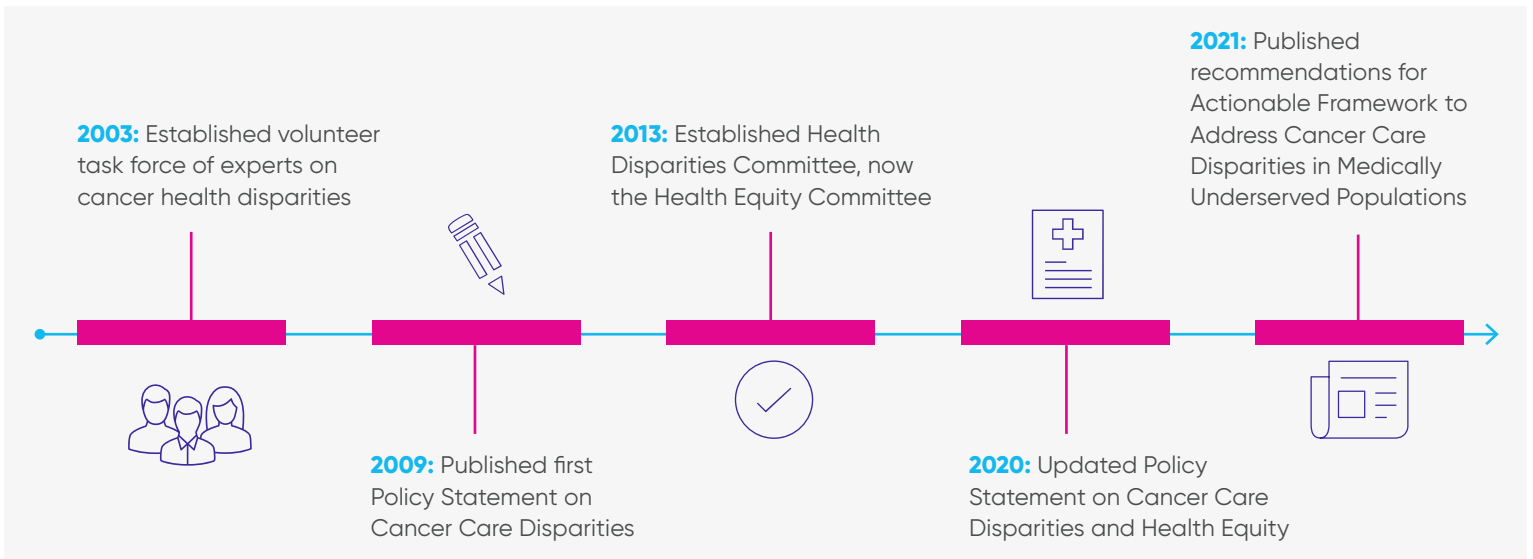 2003: Established volunteer
task force of experts on
cancer health disparities
2009: Published first
Policy Statement on
Cancer Care Disparities
2013: Established Health
Disparities Committee, now
the Health Equity Committee
2020: Updated Policy
Statement on Cancer Care
Disparities and Health Equity
2021: Published
recommendations for
Actionable Framework to
Address Cancer Care
Disparities in Medically
Underserved Populations